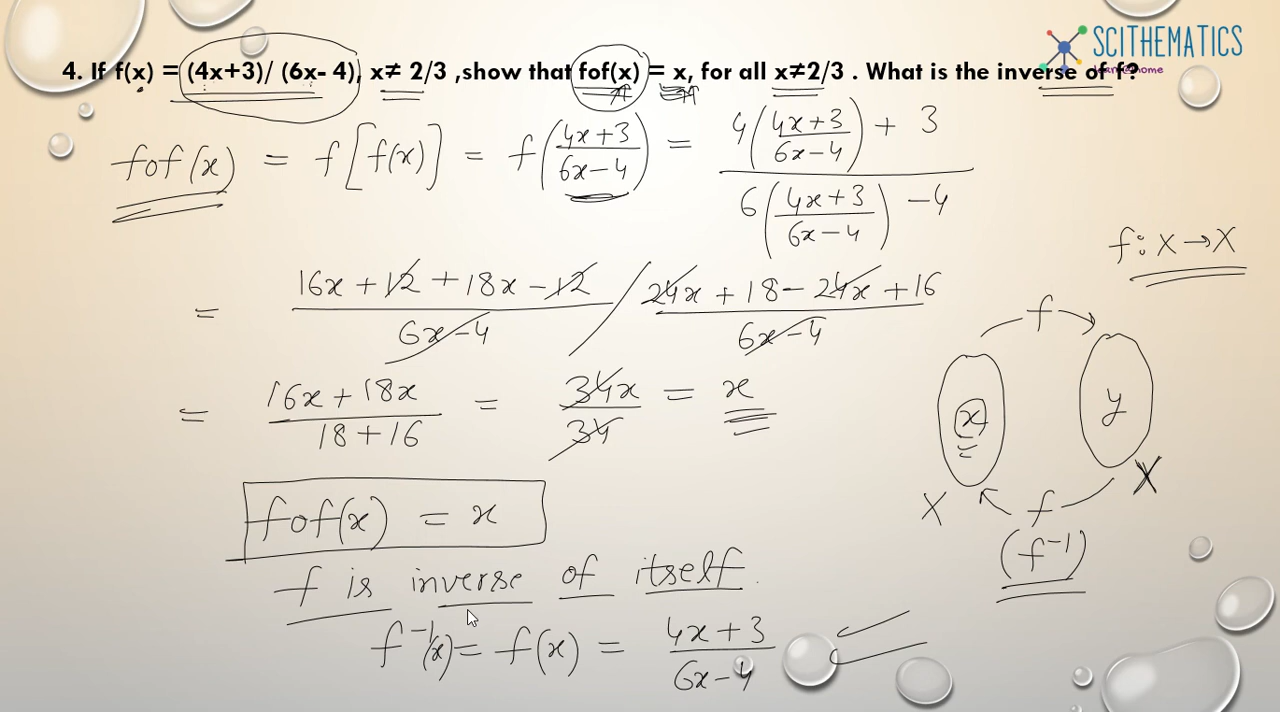 SCITHEMATICS
learn@home
4. If f(x) = (4x+3)/ (6x- 4), x≠ 2/3 ,show that fof(x) = x, for all x≠2/3 . What is the inverse of f?
fof(x) = f[f(x)] = f((4x+3)/(6x-4)) = (4((4x+3)/(6x-4)) + 3)/(6((4x+3)/(6x-4)) - 4)
f: X → X
= (16x + 12 + 18x - 12)/(6x - 4) / (24x + 18 - 24x + 16)/(6x - 4)
f
= (16x + 18x)/(18 + 16) = 34x/34 = x
x y
X X
fof(x) = x
f
(f⁻¹)
f is inverse of itself.
f⁻¹(x) = f(x) = (4x + 3)/(6x - 4)